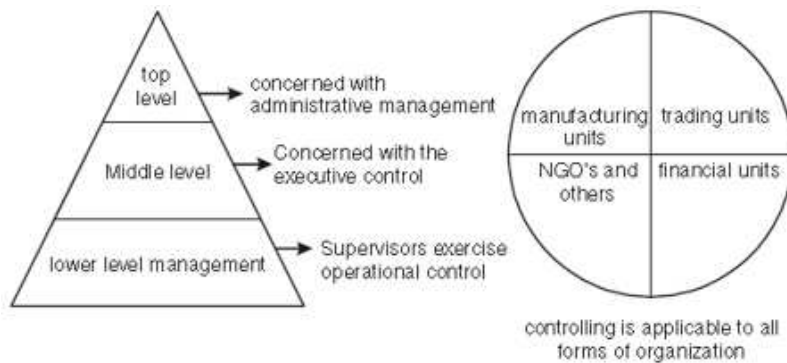 top
level
concerned with
administrative management
Middle level
Concerned with the
executive control
lower level management
Supervisors exercise
operational control
manufacturing
units
trading units
NGO's and
others
financial units
controlling is applicable to all
forms of organization